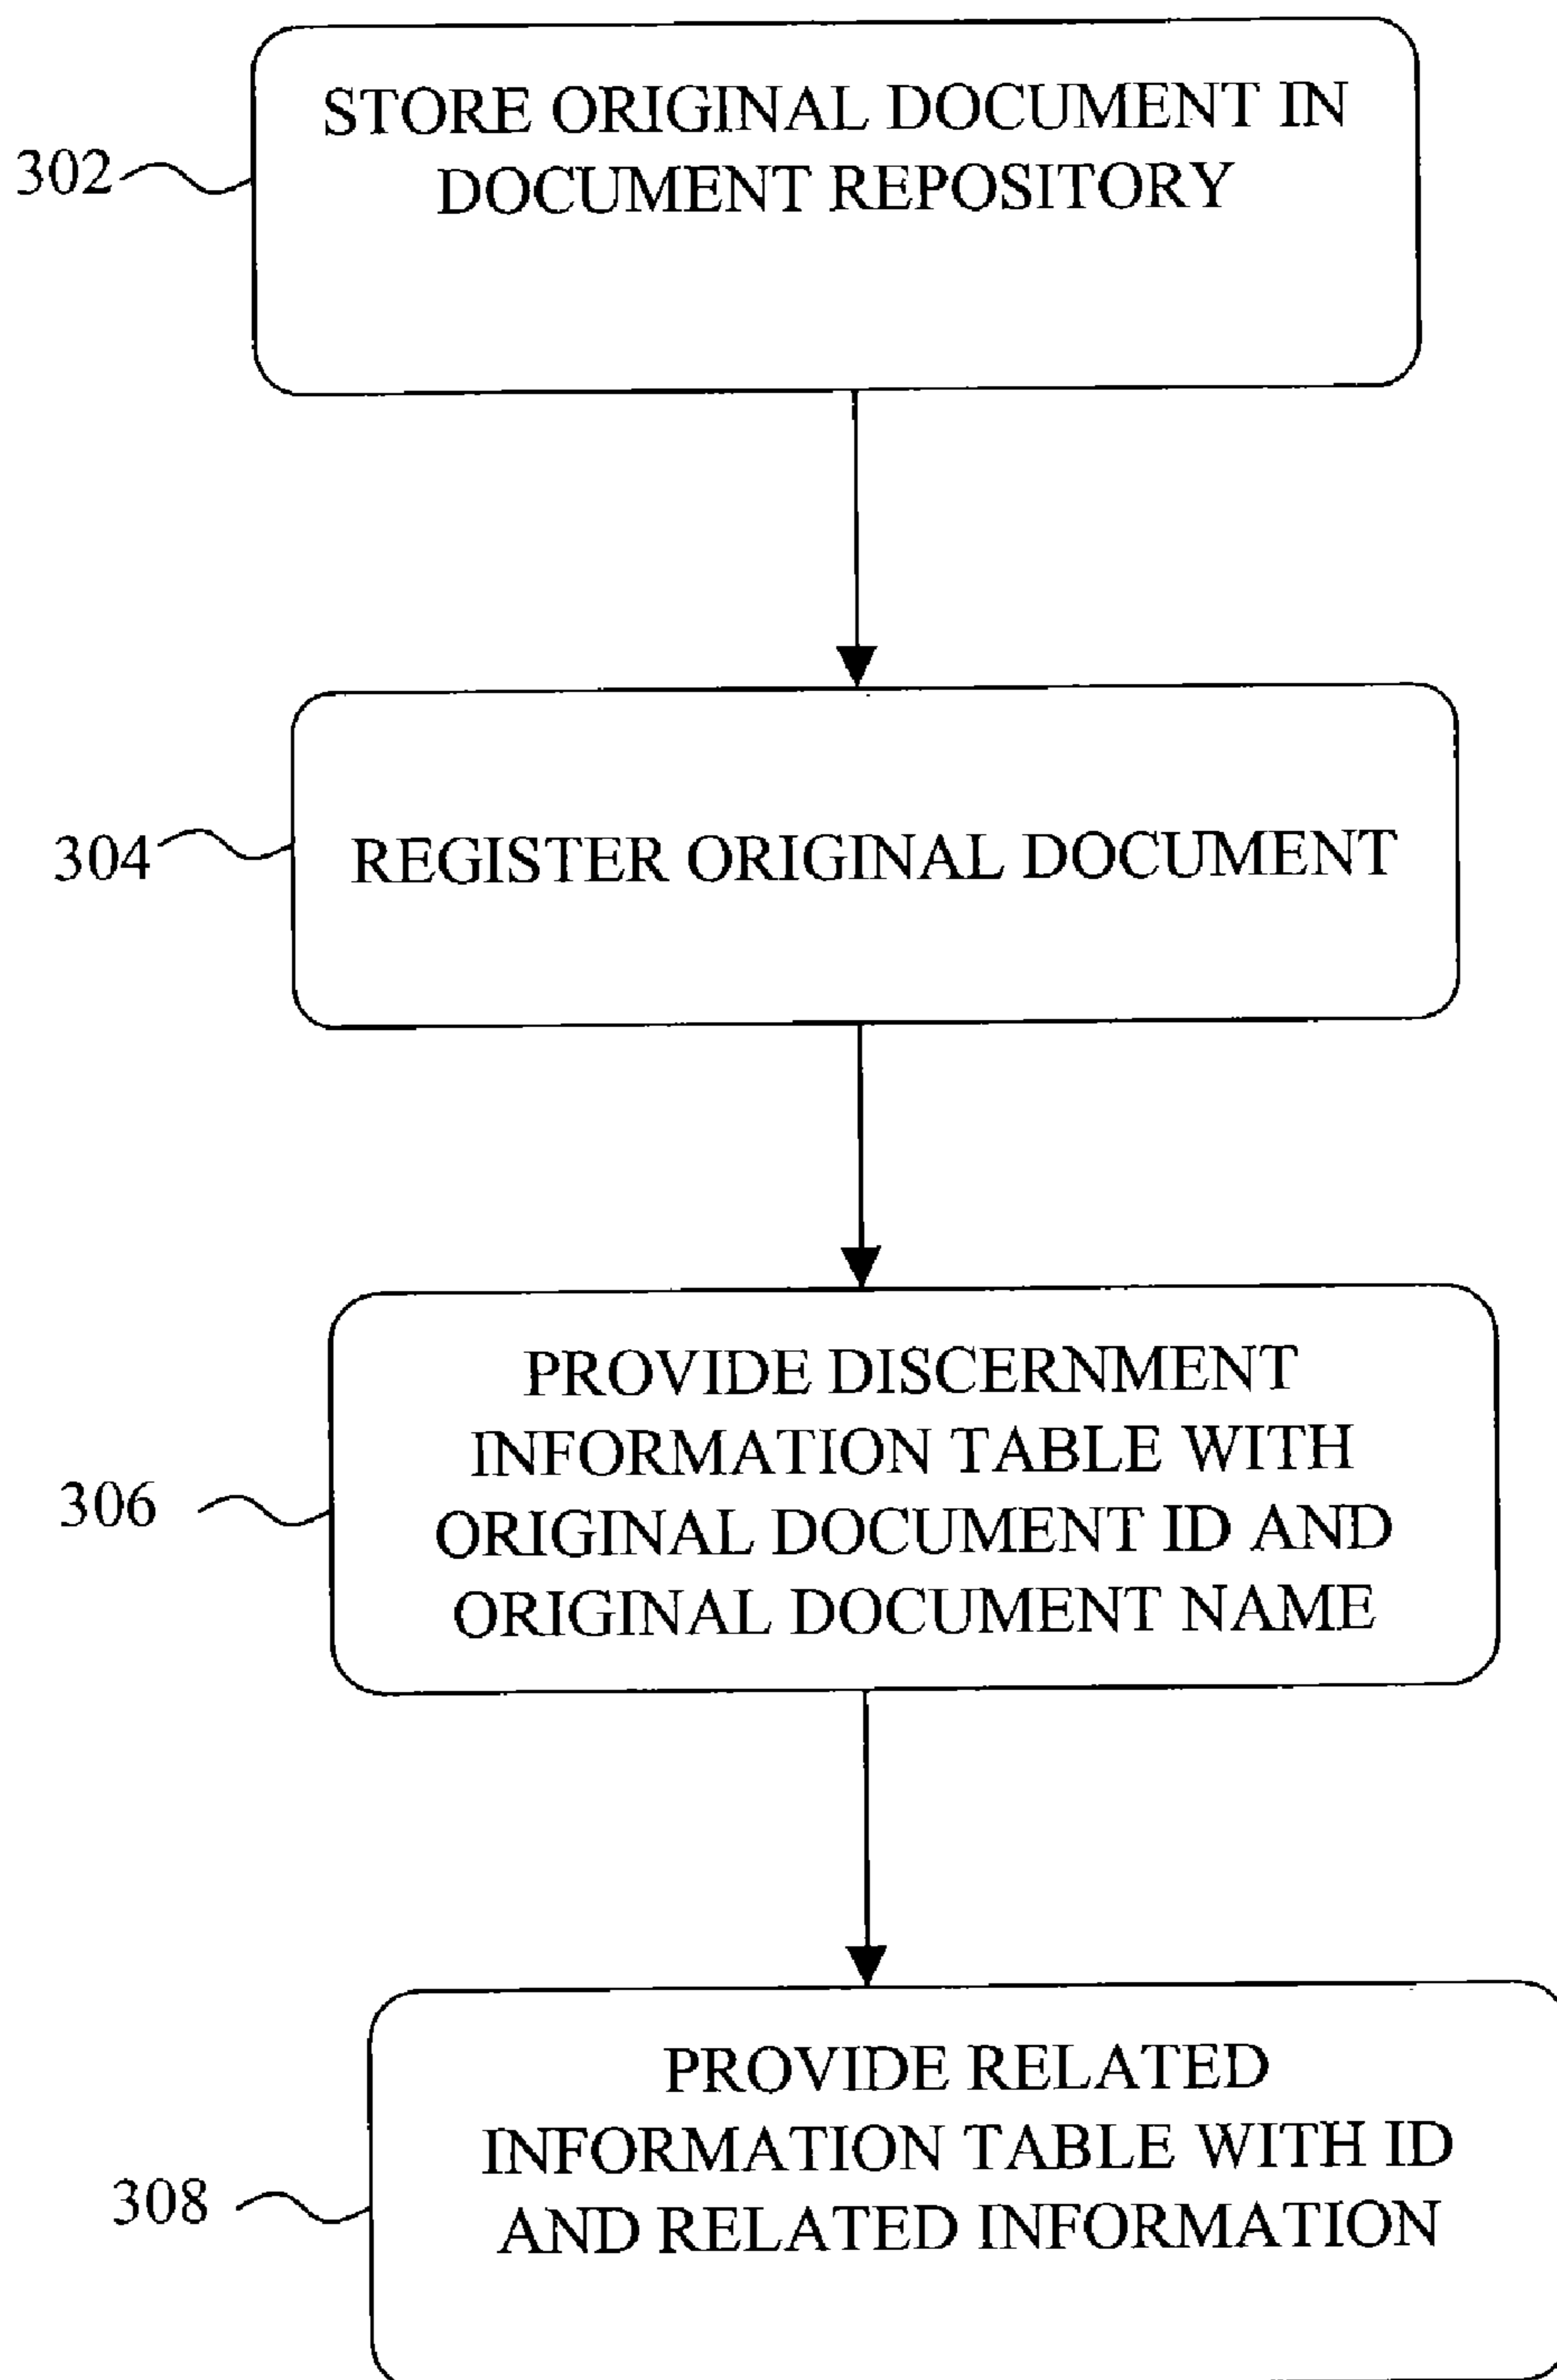 STORE ORIGINAL DOCUMENT IN
DOCUMENT REPOSITORY
302
REGISTER ORIGINAL DOCUMENT
304
PROVIDE DISCERNMENT
INFORMATION TABLE WITH
ORIGINAL DOCUMENT ID AND
ORIGINAL DOCUMENT NAME
306
PROVIDE RELATED
INFORMATION TABLE WITH ID
AND RELATED INFORMATION
308